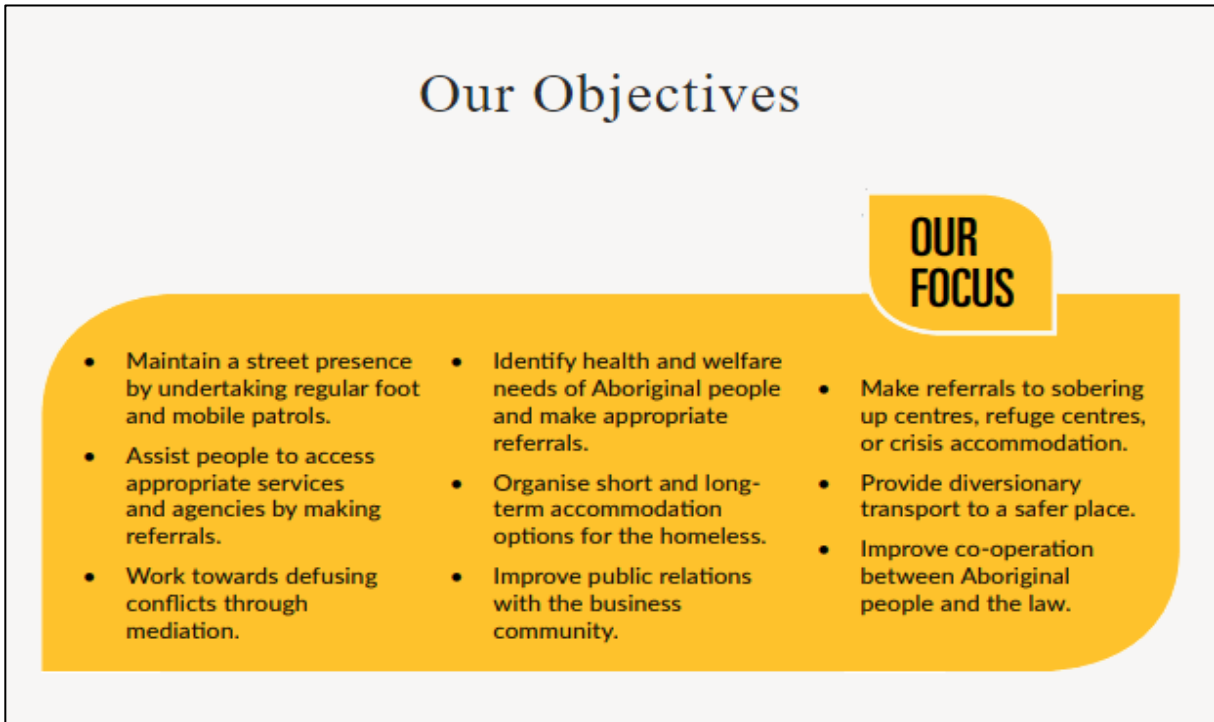 Our Objectives
OUR
FOCUS
• Maintain a street presence
by undertaking regular foot
and mobile patrols.
• Assist people to access
appropriate services
and agencies by making
referrals.
• Work towards defusing
conflicts through
mediation.
• Identify health and welfare
needs of Aboriginal people
and make appropriate
referrals.
• Organise short and long-
term accommodation
options for the homeless.
• Improve public relations
with the business
community.
• Make referrals to sobering
up centres, refuge centres,
or crisis accommodation.
• Provide diversionary
transport to a safer place.
• Improve co-operation
between Aboriginal
people and the law.